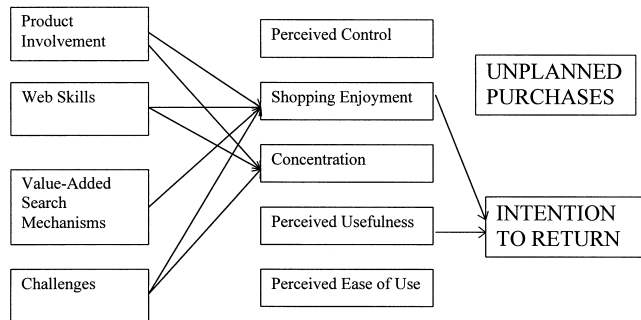 Product
Involvement
Web Skills
Value-Added
Search
Mechanisms
Challenges
Perceived Control
Shopping Enjoyment
Concentration
Perceived Usefulness
Perceived Ease of Use
UNPLANNED
PURCHASES
INTENTION
TO RETURN